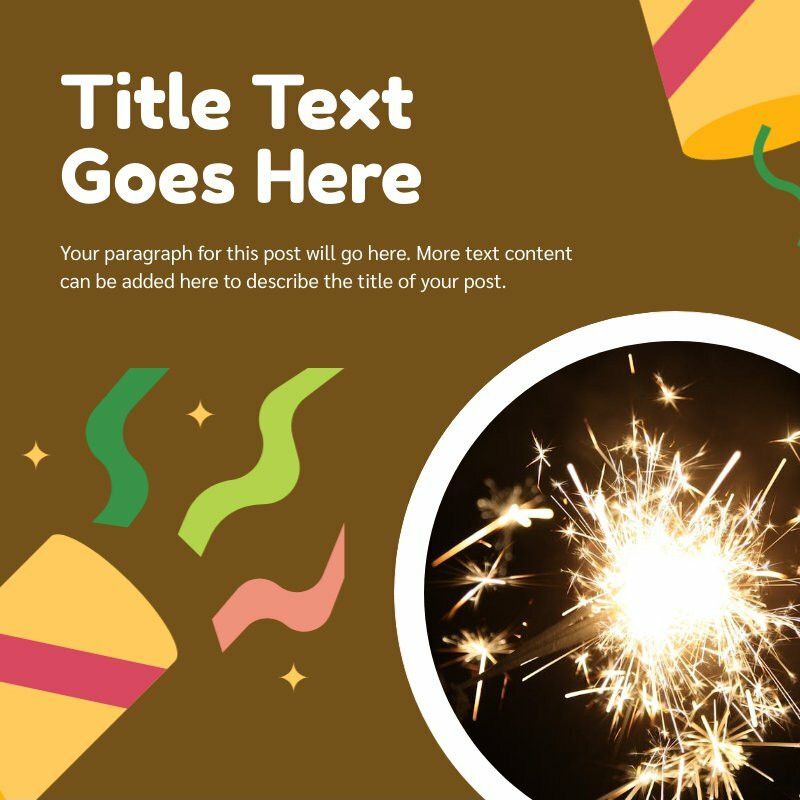 Title Text
Goes Here
Your paragraph for this post will go here. More text content
can be added here to describe the title of your post.